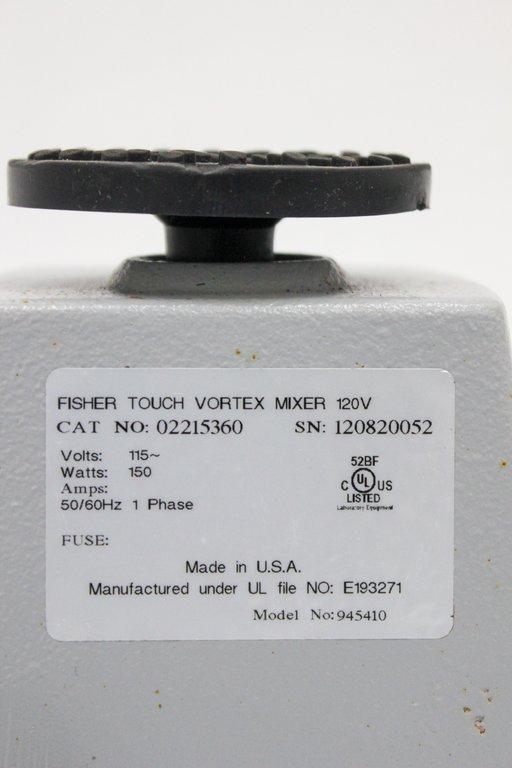 FISHER TOUCH VORTEX MIXER 120V
CAT NO: 02215360 SN: 120820052
Volts: 115~
Watts: 150
Amps:
50/60Hz 1 Phase
FUSE:
52BF
C UL US
LISTED
Laboratory Equipment
Made in U.S.A.
Manufactured under UL file NO: E193271
Model No: 945410